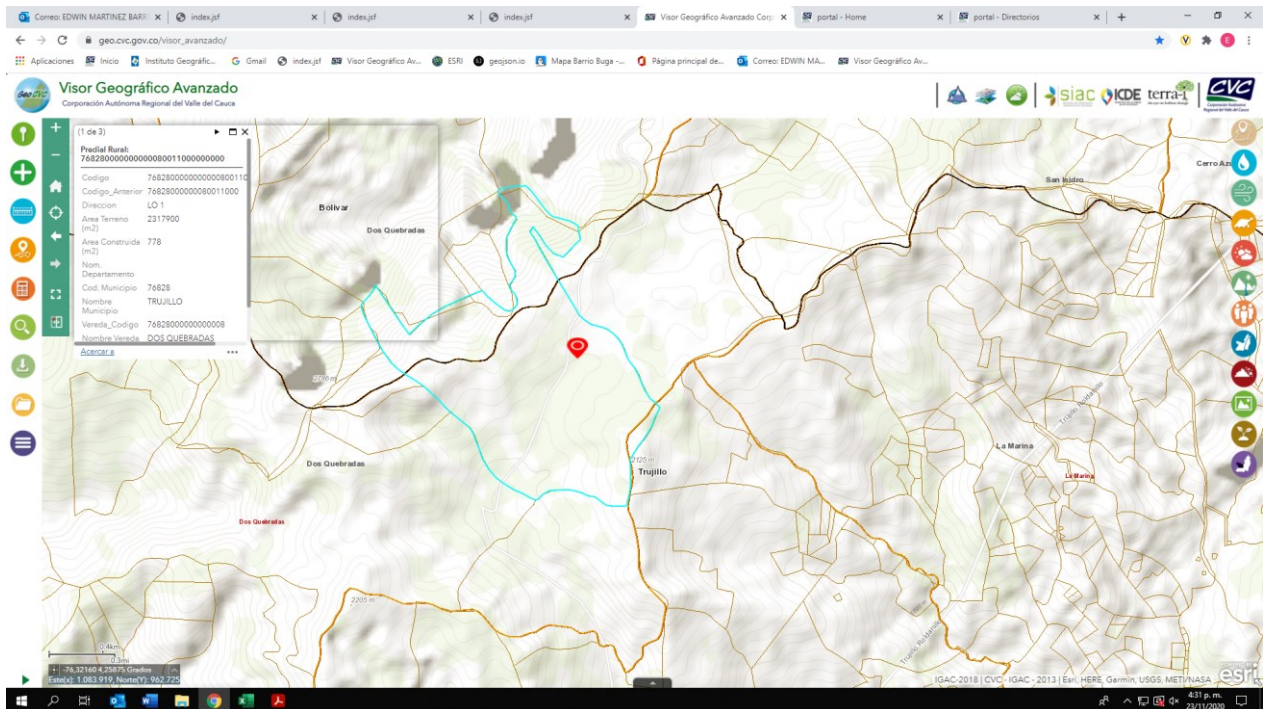 Correo: EDWIN MARTINEZ BARR
index.jsf
index.jsf
index.jsf
Visor Geográfico Avanzado Corp
portal - Home
portal - Directorios
geo.cvc.gov.co/visor_avanzado/
Aplicaciones
Inicio
Instituto Geográfic...
Gmail
index.jsf
Visor Geográfico Av...
ESRI
geojson.io
Mapa Barrio Buga -...
Página principal de...
Correo: EDWIN MA...
Visor Geográfico Av...
Geo CVC
Visor Geográfico Avanzado
Corporación Autónoma Regional del Valle del Cauca
siac
ICDE
terra-i
CVC
(1 de 3)
Predial Rural:
Codigo
Codigo_Anterior 76828000000080011000
Direccion LO 1
Area Terreno 2317900
(m2)
Area Construida 778
(m2)
Nom.
Departamento
Cod. Municipio 76828
Nombre TRUJILLO
Municipio
Vereda_Codigo 76828000000000008
Nombre Vereda DOS QUEBRADAS
Acercar a
Bolívar
Dos Quebradas
San Isidro
Cerro Azu
Dos Quebradas
Dos Quebradas
2125 m
Trujillo
La Marina
La Marina
2205 m
0.4km
0.3mi
-76,32160 4,25875 Grados
Este(x): 1.083.919, Norte(Y): 962.725
IGAC-2018 | CVC - IGAC - 2013 | Esri, HERE, Garmin, USGS, METI/NASA
esri
4:31 p. m.
23/11/2020